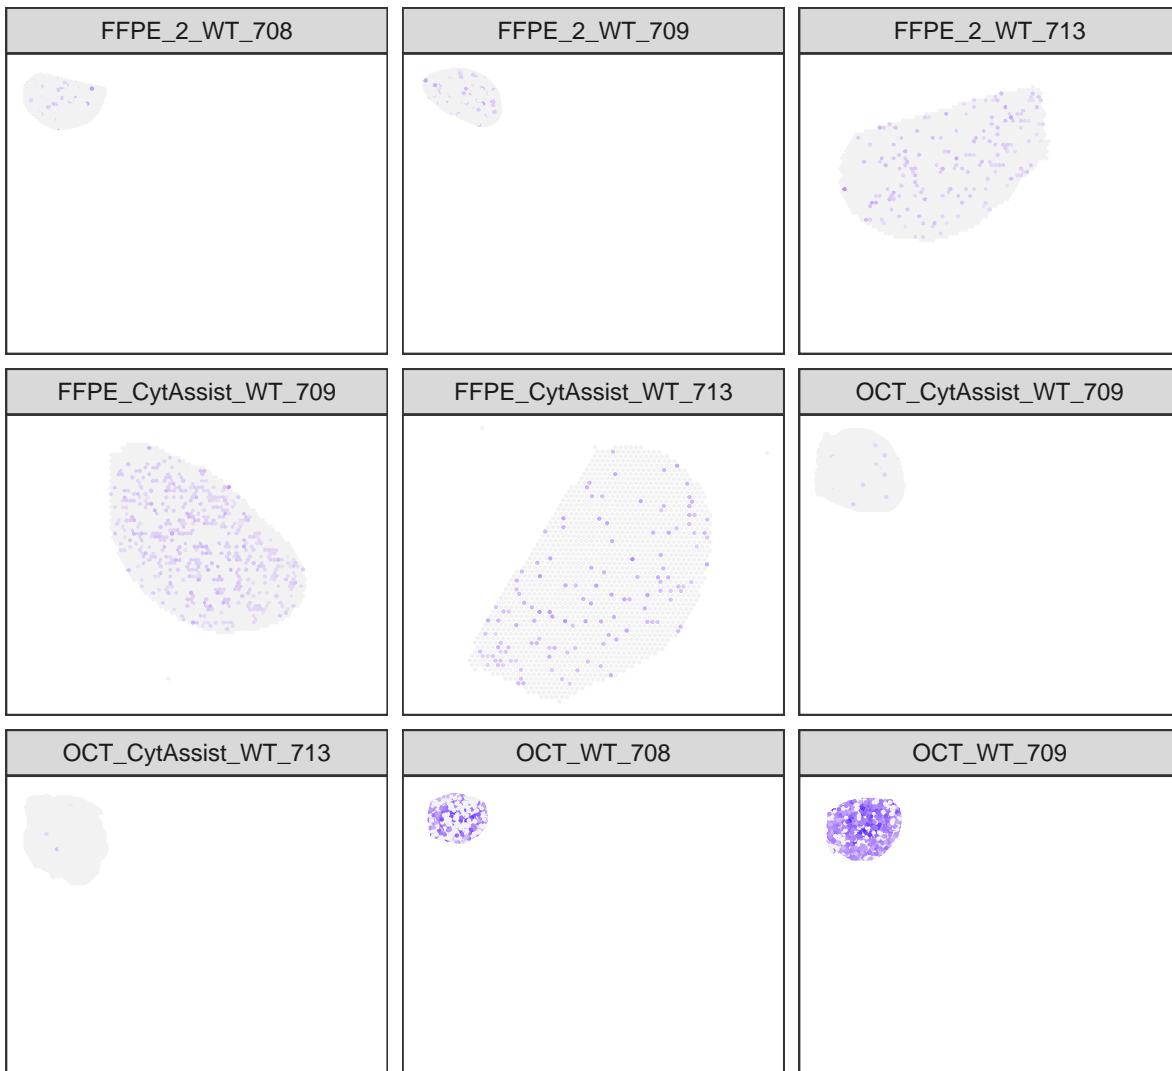 FFPE_2_WT_708
FFPE_2_WT_709
FFPE_2_WT_713
FFPE_CytAssist_WT_709
FFPE_CytAssist_WT_713
OCT_CytAssist_WT_709
OCT_CytAssist_WT_713
OCT_WT_708
OCT_WT_709